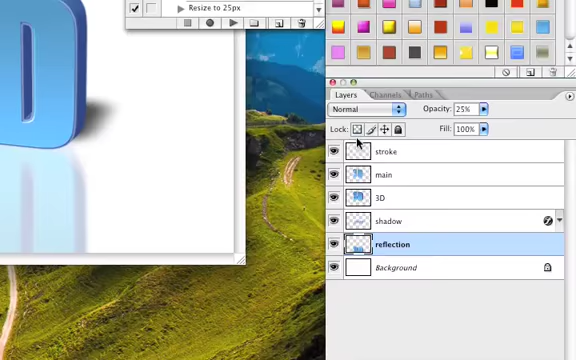 Resize to 25px
Layers Channels Paths
Normal Opacity: 25%
Lock: Fill: 100%
stroke
main
3D
shadow
reflection
Background
D